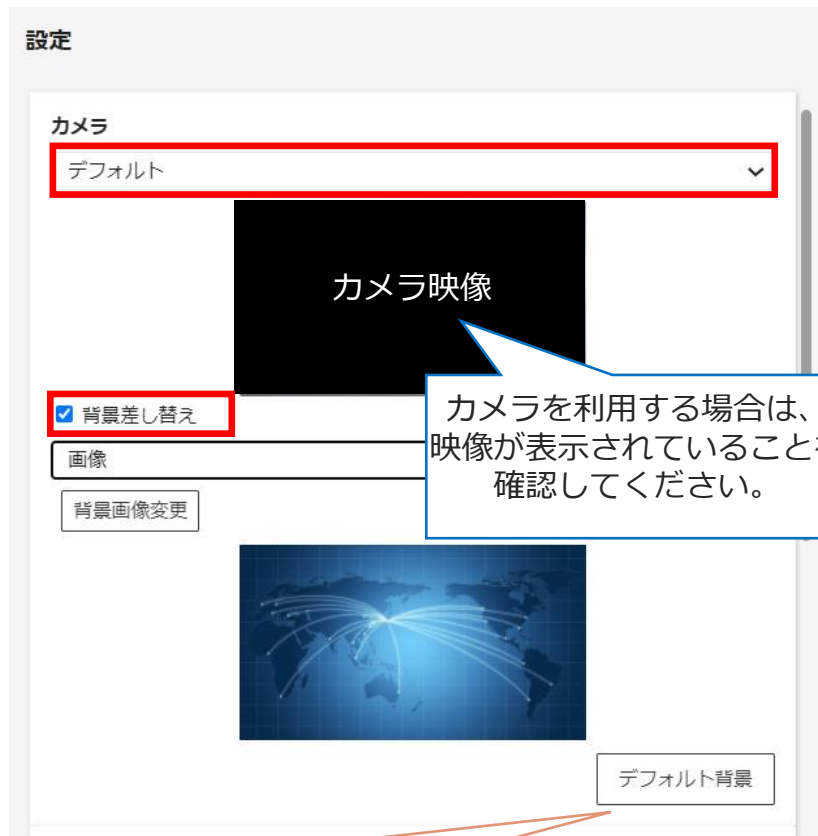 設定
カメラ
デフォルト
カメラ映像
背景差し替え
カメラを利用する場合は、
映像が表示されていることを
確認してください。
画像
背景画像変更
デフォルト背景